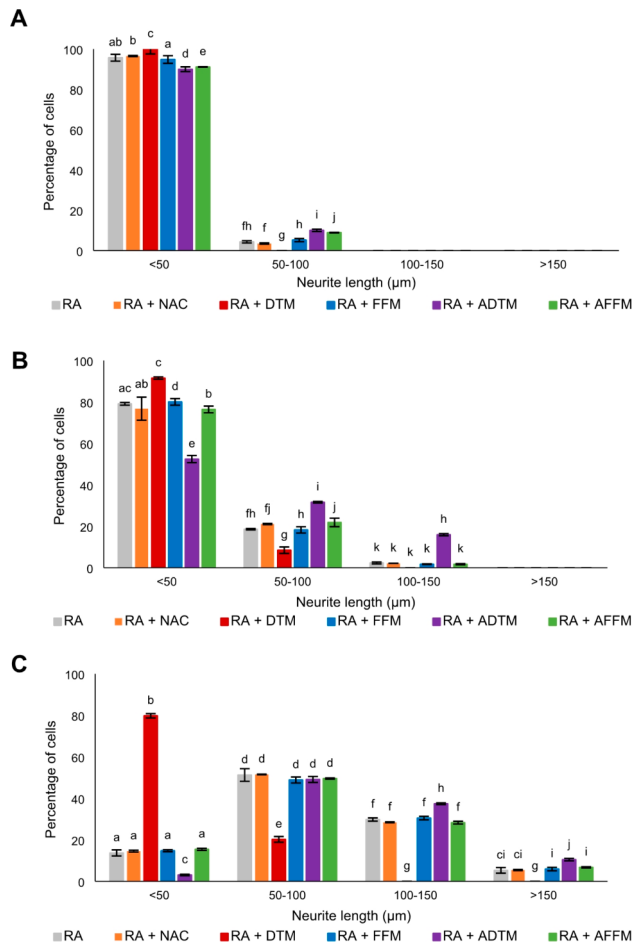 A
ab b c a d e
100
80
60
40
20
0
Percentage of cells
fh f g h i j
<50 50-100 100-150 >150
Neurite length (µm)
RA RA + NAC RA + DTM RA + FFM RA + ADTM RA + AFFM
B
100
80
60
40
20
0
Percentage of cells
ac ab c d e b
fh fj g h i j
k k k k h k
<50 50-100 100-150 >150
Neurite length (µm)
RA RA + NAC RA + DTM RA + FFM RA + ADTM RA + AFFM
C
100
80
60
40
20
0
Percentage of cells
a a b a c a
d d e d d d
f f g f h f
ci ci g i j i
<50 50-100 100-150 >150
Neurite length (µm)
RA RA + NAC RA + DTM RA + FFM RA + ADTM RA + AFFM